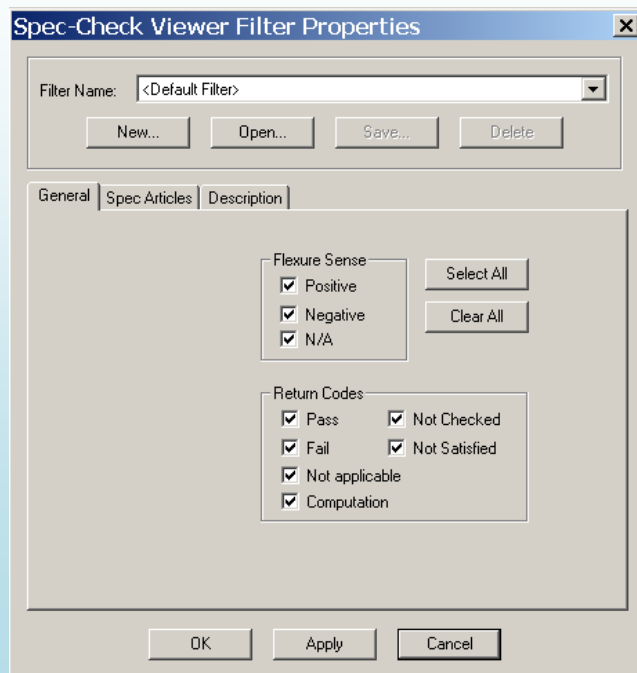 Spec-Check Viewer Filter Properties
Filter Name: <Default Filter>
New... Open... Save... Delete
General Spec Articles Description
Flexure Sense
Positive
Negative
N/A
Select All
Clear All
Return Codes
Pass Not Checked
Fail Not Satisfied
Not applicable
Computation
OK Apply Cancel